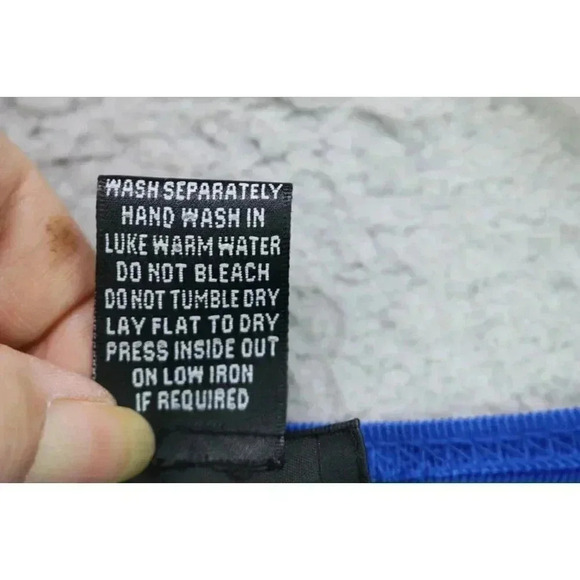 WASH SEPARATELY
HAND WASH IN
LUKE WARM WATER
DO NOT BLEACH
DO NOT TUMBLE DRY
LAY FLAT TO DRY
PRESS INSIDE OUT
ON LOW IRON
IF REQUIRED